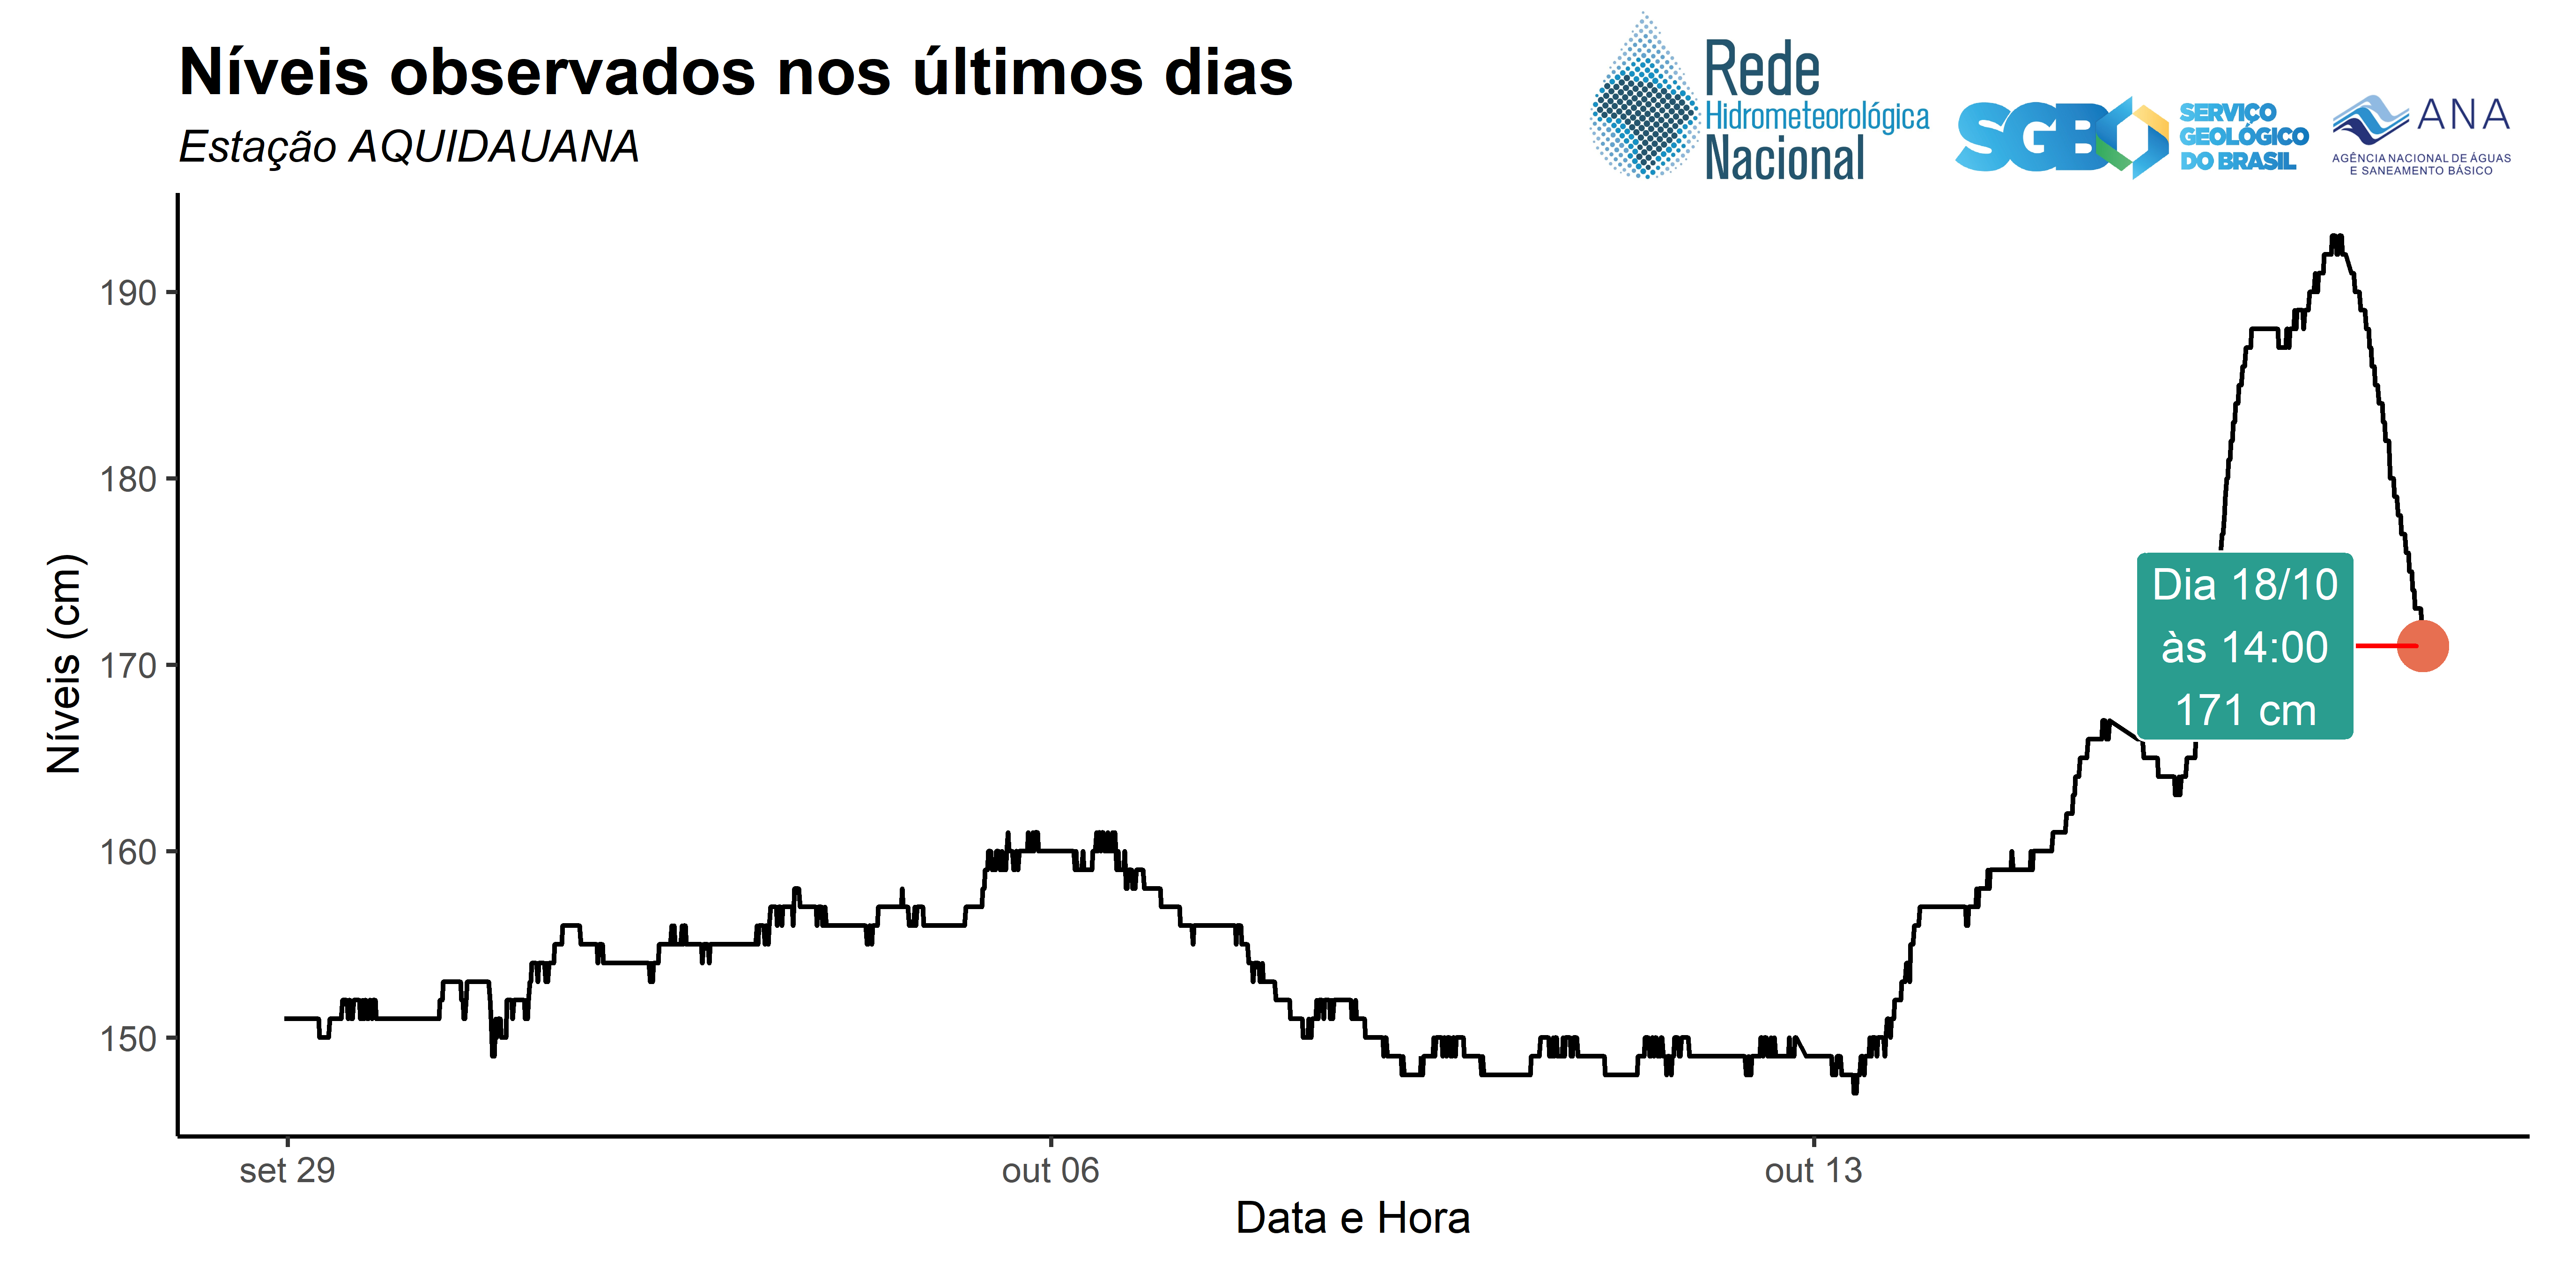 Níveis observados nos últimos dias
Estação AQUIDAUANA
Rede
Hidrometeorológica
Nacional
SGB
SERVIÇO
GEOLÓGICO
DO BRASIL
ANA
AGÊNCIA NACIONAL DE ÁGUAS
E SANEAMENTO BÁSICO
Níveis (cm)
190
180
170
160
150
Dia 18/10
às 14:00
171 cm
set 29
out 06
out 13
Data e Hora